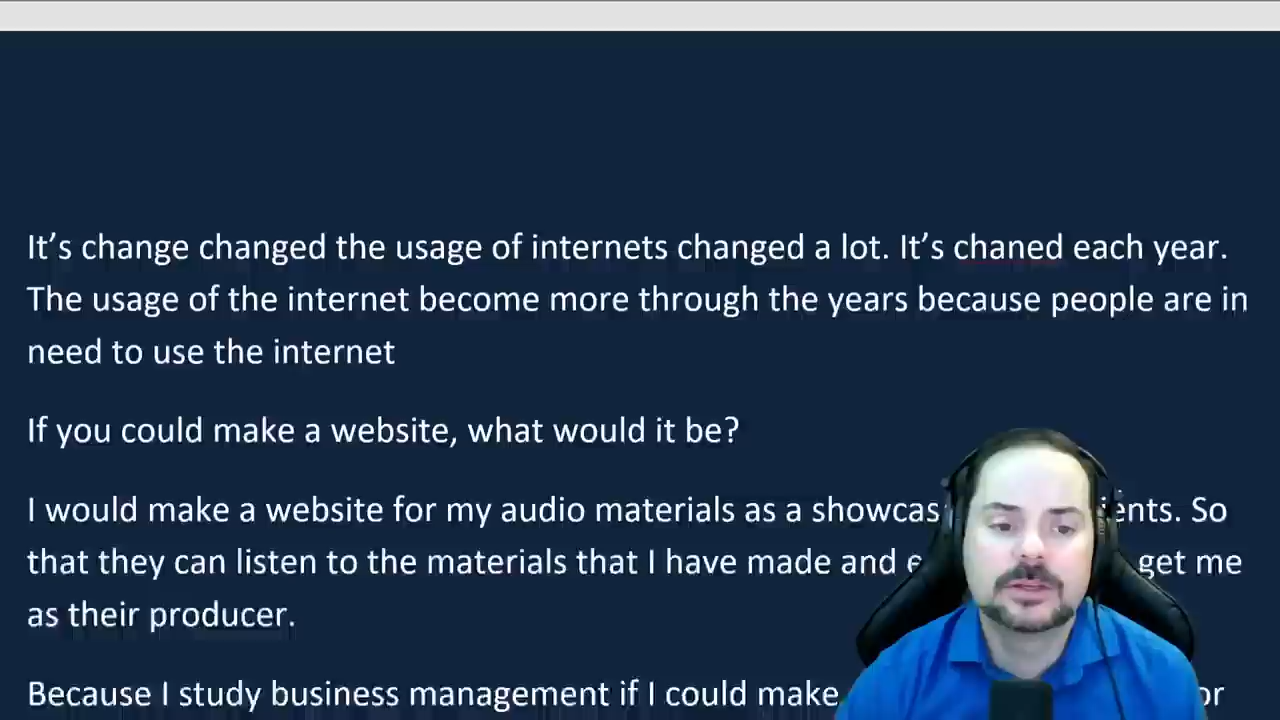 It’s change changed the usage of internets changed a lot. It’s chaned each year.
The usage of the internet become more through the years because people are in
need to use the internet
If you could make a website, what would it be?
I would make a website for my audio materials as a So
that they can listen to the materials that I have made and get me
as their producer.
Because I study business management if I could make